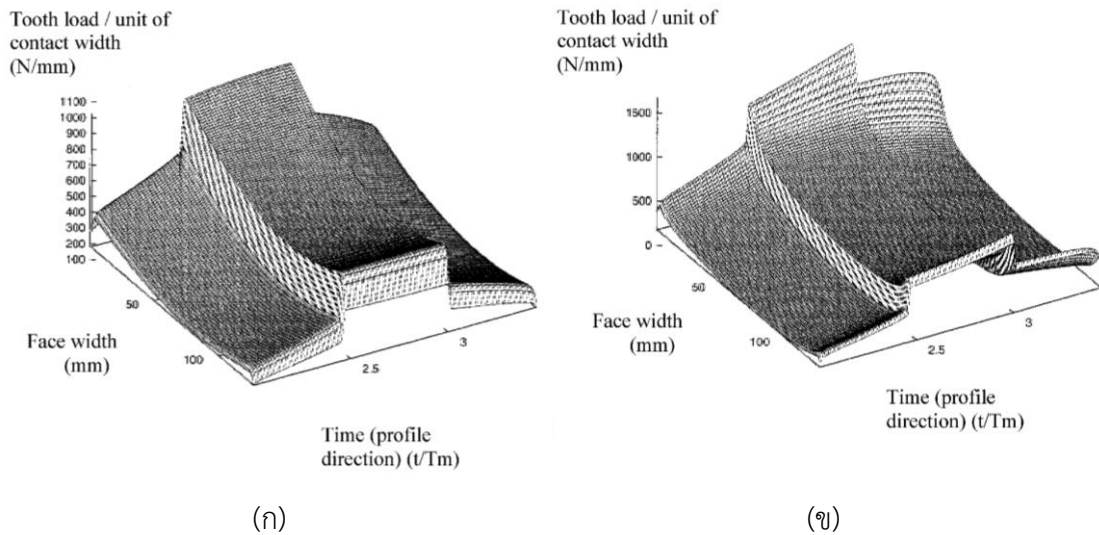 Tooth load / unit of
contact width
(N/mm)
1100
1000
900
800
700
600
500
400
300
200
100
50
100
Face width
(mm)
2.5
3
Time (profile
direction) (t/Tm)
(ก)
Tooth load / unit of
contact width
(N/mm)
1500
1000
500
0
50
100
Face width
(mm)
2.5
3
Time (profile
direction) (t/Tm)
(ข)